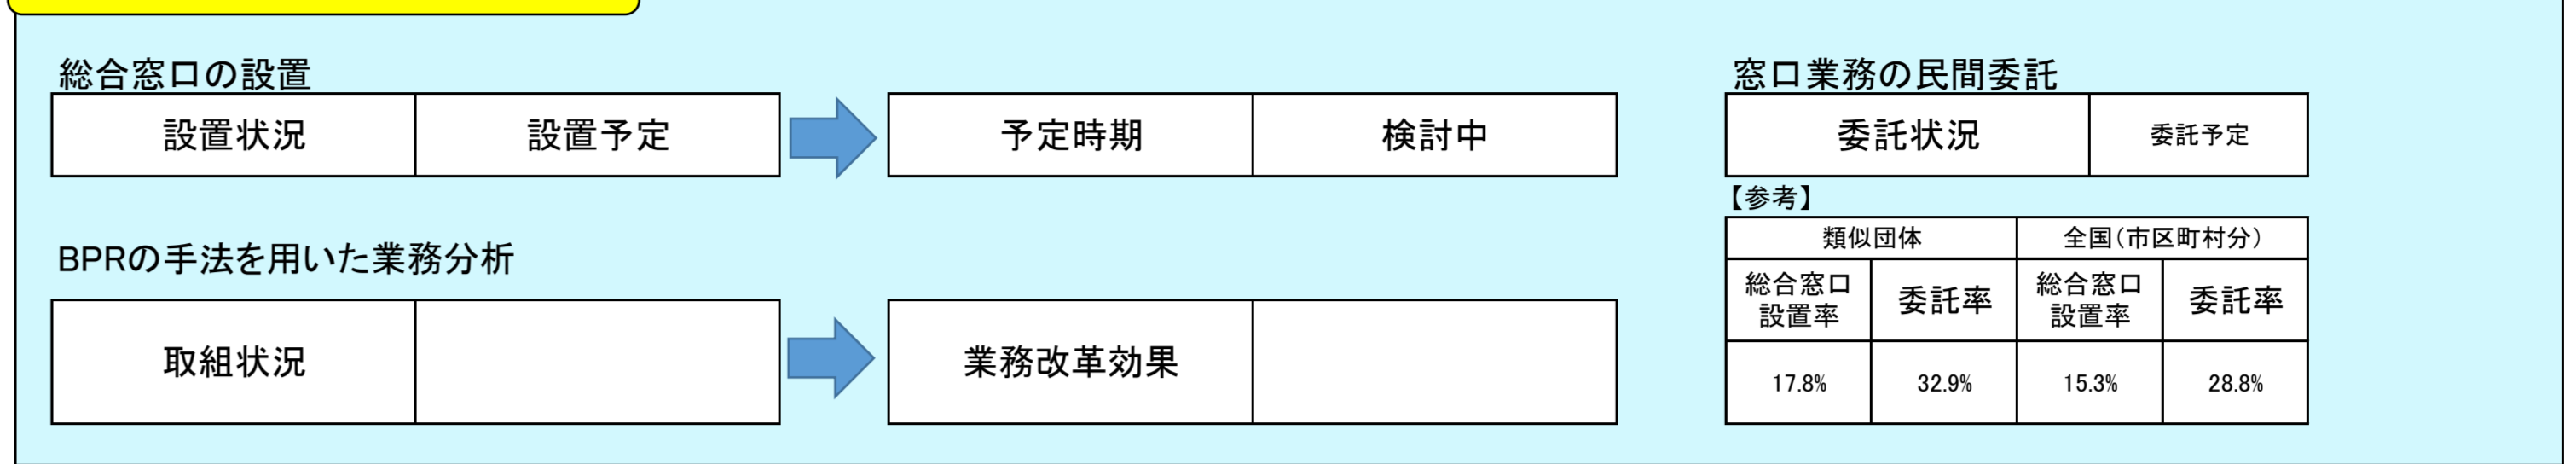 総合窓口の設置
設置状況 設置予定 予定時期 検討中
BPRの手法を用いた業務分析
取組状況 業務改革効果
窓口業務の民間委託
委託状況 委託予定
【参考】
類似団体 全国(市区町村分)
総合窓口
設置率
委託率
総合窓口
設置率
委託率
17.8% 32.9% 15.3% 28.8%